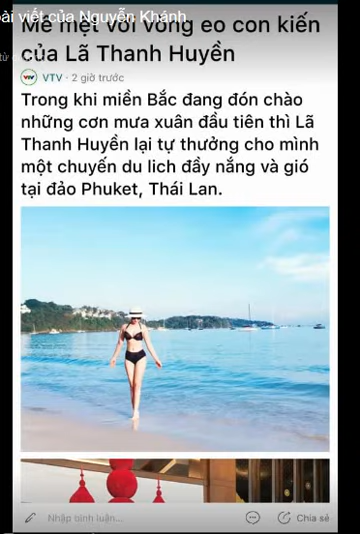 bài viết của Nguyễn Khánh
Mê mệt với vòng eo con kiến
của Lã Thanh Huyền
VTV · 2 giờ trước
Trong khi miền Bắc đang đón chào
những cơn mưa xuân đầu tiên thì Lã
Thanh Huyền lại tự thưởng cho mình
một chuyến du lich đầy nắng và gió
tại đảo Phuket, Thái Lan.
Nhập bình luận...
Chia sẻ